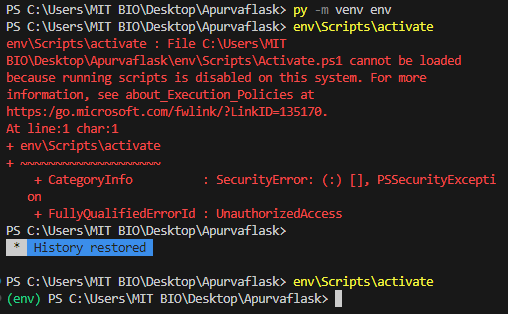 PS C:\Users\MIT BIO\Desktop\Apurvaflask> py -m venv env
PS C:\Users\MIT BIO\Desktop\Apurvaflask> env\Scripts\activate
env\Scripts\activate : File C:\Users\MIT
BIO\Desktop\Apurvaflask\env\Scripts\Activate.ps1 cannot be loaded
because running scripts is disabled on this system. For more
information, see about_Execution_Policies at
https:/go.microsoft.com/fwlink/?LinkID=135170.
At line:1 char:1
+ env\Scripts\activate
+ ~~~~~~~~~~~~~~~~~~~~
    + CategoryInfo          : SecurityError: (:) [], PSSecurityExcepti
   on
    + FullyQualifiedErrorId : UnauthorizedAccess
PS C:\Users\MIT BIO\Desktop\Apurvaflask>
 *  History restored
PS C:\Users\MIT BIO\Desktop\Apurvaflask> env\Scripts\activate
(env) PS C:\Users\MIT BIO\Desktop\Apurvaflask>